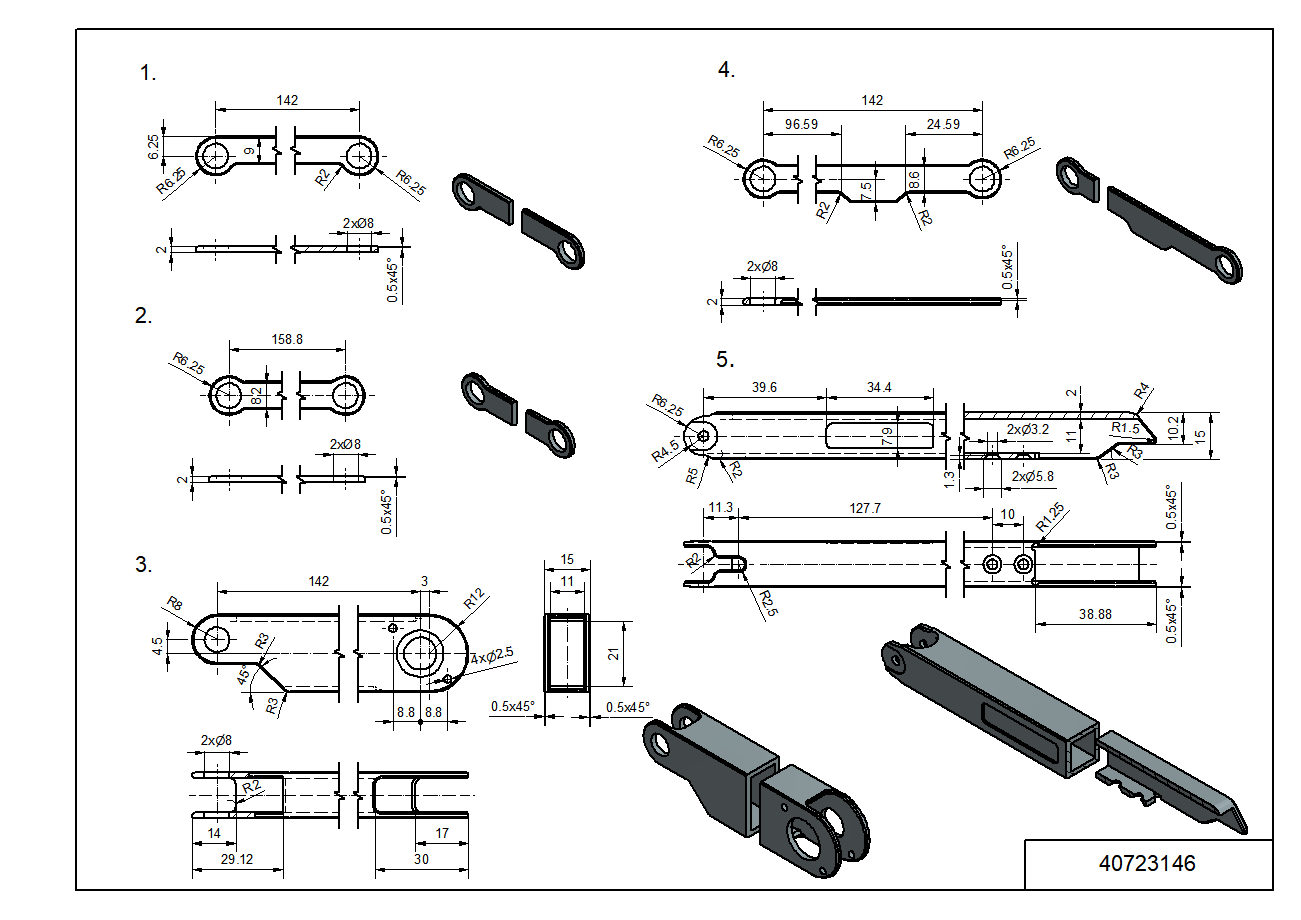 1.
142
6.25
9
R6.25
R2
R6.25
2xØ8
2
0.5x45°
2.
158.8
R6.25
8.2
2xØ8
2
0.5x45°
3.
142
3
R8
R12
4.5
R3
45°
R3
4xØ2.5
8.8
8.8
15
11
21
0.5x45°
0.5x45°
2xØ8
R2
14
29.12
17
30
4.
142
96.59
24.59
R6.25
R6.25
8.6
7.5
R2
R2
2xØ8
2
0.5x45°
5.
39.6
34.4
2
R4
R6.25
R4.5
7.9
2xØ3.2
11
R1.5
10.2
15
R3
R3
R5
R2
1.3
2xØ5.8
11.3
127.7
10
R1.25
0.5x45°
R2
R2.5
38.88
0.5x45°
40723146